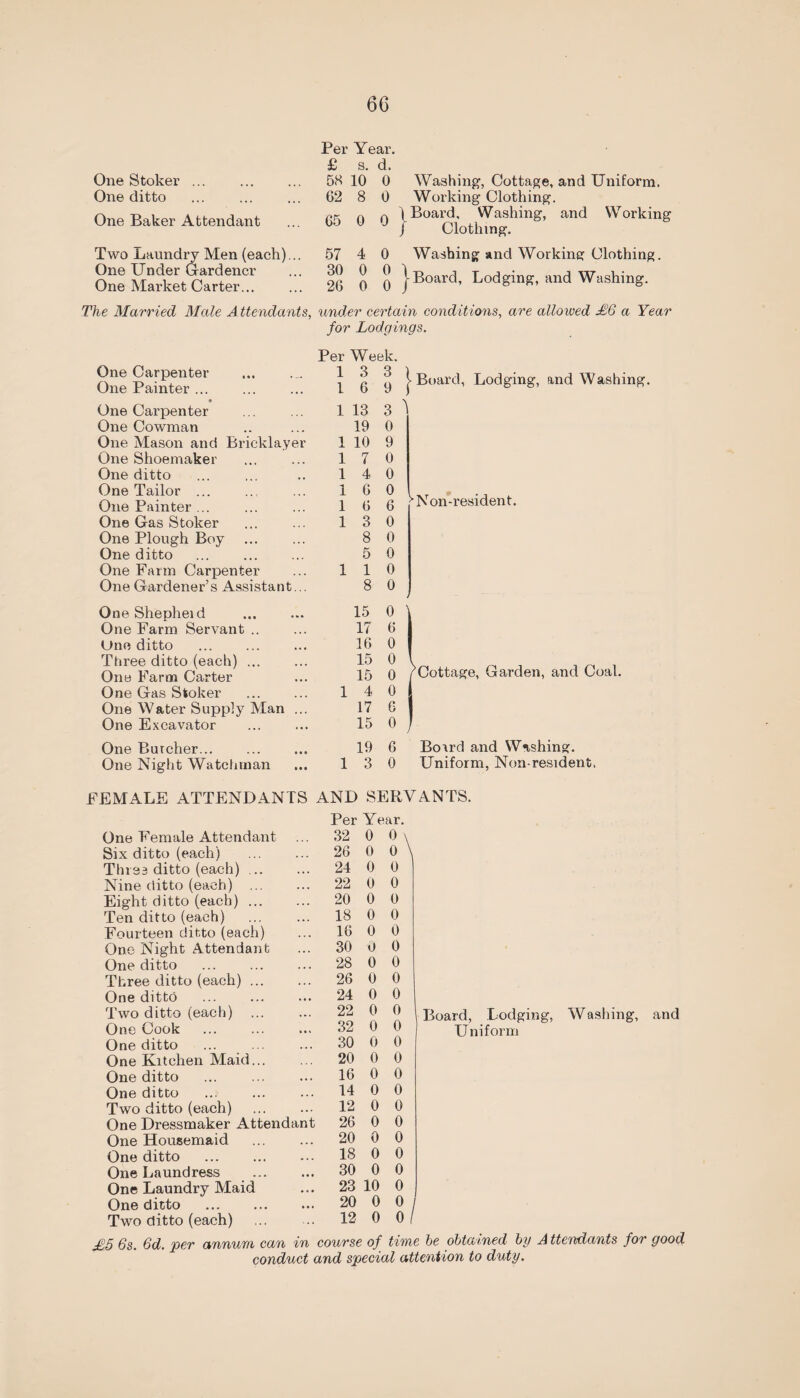 66
Per Year.
£ s. d.
One Stoker ... ... ... 58 10 0 Washing, Cottage, and Uniform.
One ditto ... ... ... 62 8 0 Working Clothing.
One Baker Attendant ... 65 0 0 } Board, Washing, and Working Clothing.
Two Laundry Men (each)... 57 4 0 Washing and Working Clothing.
One Under Gardener ... 30 0 0 } Board, Lodging, and Washing.
One Market Carter... ... 26 0 0
The Married Male Attendants, under certain conditions, are allowed £6 a Year
for Lodgings.
Per Week.
One Carpenter ... ... 1 3 3 } Board, Lodging, and Washing.
One Painter ... ... ... 1 6 9
One Carpenter ... ... 1 13 3
One Cowman .. ... 19 0
One Mason and Bricklayer 1 10 9
One Shoemaker ... ... 1 7 0
One ditto ... ... .. 1 4 0
One Tailor ... ... ... 1 6 0
One Painter ... ... ... 1 6 6 } Non-resident.
One Gas Stoker ... ... 1 3 0
One Plough Boy ... ... 8 0
One ditto ... ... ... 5 0
One Farm Carpenter ... 1 1 0
One Gardener's Assistant... 8 0
One Shepherd ... ... 15 0
One Farm Servant .. ... 17 6
One ditto ... ... ... 16 0
Three ditto (each) ... ... 15 0
One Farm Carter ... 15 0 } Cottage, Garden, and Coal.
One Gas Stoker ... ... 1 4 0
One Water Supply Man ... 17 6
One Excavator ... ... 15 0
One Burcher... ... ... 19 6 Board and Washing.
One Night Watchman ... 1 3 0 Uniform, Non-resident.
FEMALE ATTENDANTS AND SERVANTS.
Per Year.
One Female Attendant ... 32 0 0
Six ditto (each) ... ... 26 0 0
Three ditto (each) ... ... 24 0 0
Nine ditto (each) ... ... 22 0 0
Eight ditto (each) ... ... 20 0 0
Ten ditto (each) ... ... 18 0 0
Fourteen ditto (each) ... 16 0 0
One Night Attendant ... 30 0 0
One ditto ... ... ... 28 0 0
Three ditto (each) ... ... 26 0 0
One ditto ... ... ... 24 0 0
Two ditto (each) ... ... 22 0 0 Board, Lodging, Washing, and
One Cook ... ... ... 32 0 0 Uniform
One ditto ... ... ... 30 0 0
One Kitchen Maid... ... 20 0 0
One ditto ... ... ... 16 0 0
One ditto ... ... ... 14 0 0
Two ditto (each) ... ... 12 0 0
One Dressmaker Attendant 26 0 0
One Housemaid ... ... 20 0 0
One ditto ... ... ... 18 0 0
One Laundress ... ... 30 0 0
One Laundry Maid ... 23 10 0
One ditto ... ... ... 20 0 0
Two ditto (each) ... .. 12 0 0
£5 6s. 6d. per annum can in course of time be obtained by Attendants for good
conduct and special attention to duty.